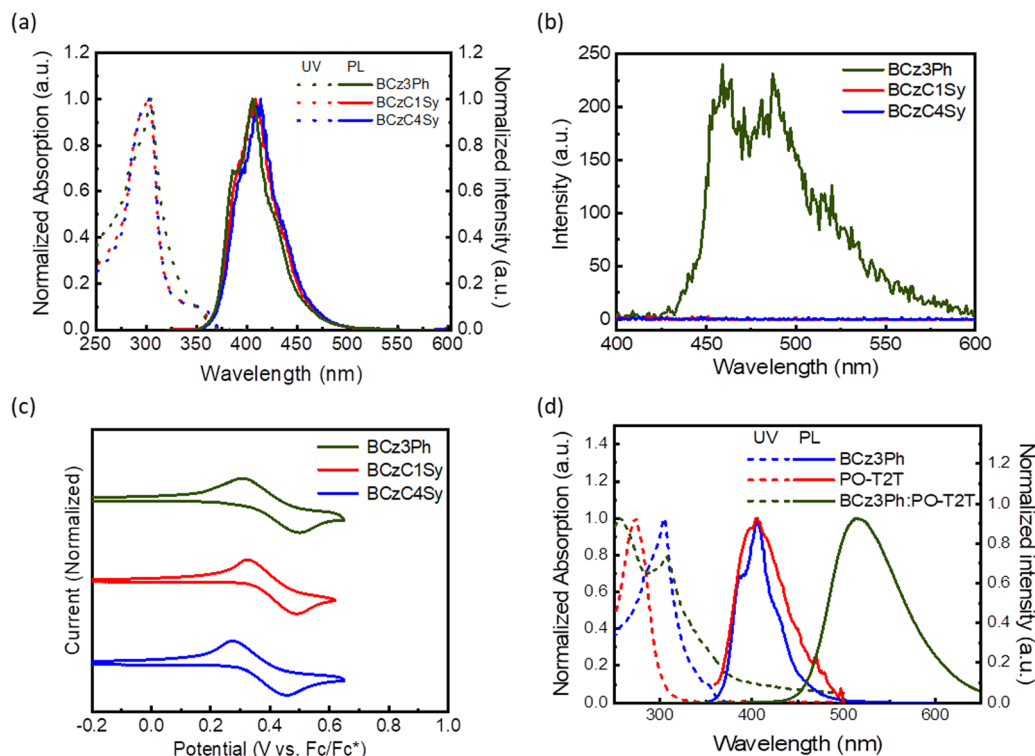 (a)
Normalized Absorption (a.u.)
1.2
1.0
0.8
0.6
0.4
0.2
0.0
250 300 350 400 450 500 550 600
Wavelength (nm)
1.2
1.0
0.8
0.6
0.4
0.2
0.0
Normalized intensity (a.u.)
UV PL
BCz3Ph
BCzC1Sy
BCzC4Sy
(b)
Intensity (a.u.)
250
200
150
100
50
0
400 450 500 550 600
Wavelength (nm)
BCz3Ph
BCzC1Sy
BCzC4Sy
(c)
Current (Normalized)
BCz3Ph
BCzC1Sy
BCzC4Sy
-0.2 0.0 0.2 0.4 0.6 0.8 1.0
Potential (V vs. Fc/Fc*)
(d)
Normalized Absorption (a.u.)
1.4
1.2
1.0
0.8
0.6
0.4
0.2
0.0
300 400 500 600
Wavelength (nm)
1.2
1.0
0.8
0.6
0.4
0.2
0.0
Normalized intensity (a.u.)
UV PL
BCz3Ph
PO-T2T
BCz3Ph:PO-T2T